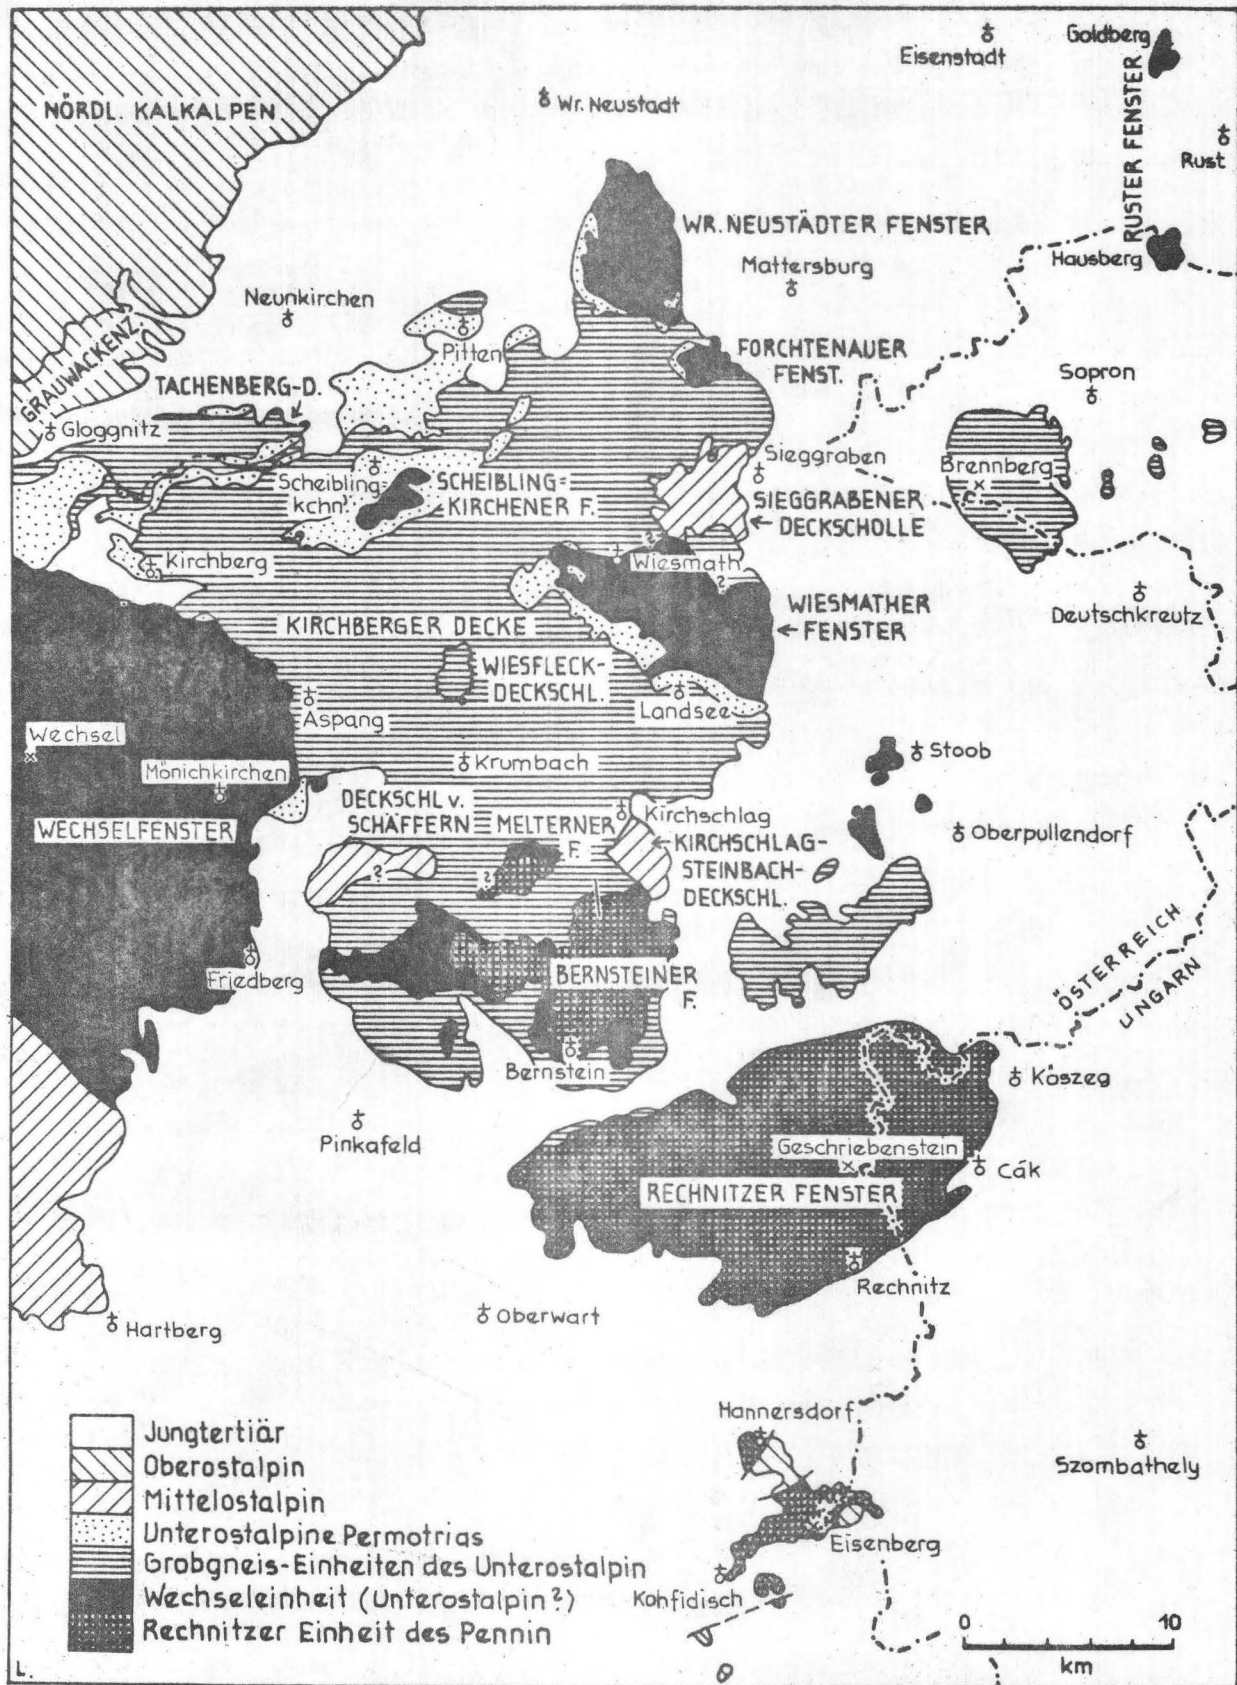 Goldberg
Eisenstadt
NÖRDL. KALKALPEN
Wr. Neustadt
RUSTER FENSTER
Rust
WR. NEUSTÄDTER FENSTER
Hausberg
Mattersburg
Neunkirchen
Pitten
FORCHTENAUER
FENST.
GRAUWACKENZ.
TACHENBERG-D.
Sopron
Gloggnitz
Sieggraben
Brennberg
Scheibling=
kchn.
SCHEIBLING=
KIRCHENER F.
SIEGGRABENER
DECKSCHOLLE
?
Kirchberg
Wiesmath
?
Deutschkreutz
WIESMATHER
FENSTER
KIRCHBERGER DECKE
WIESFLECK-
DECKSCHL.
Landsee
Aspang
Wechsel
Stoob
Krumbach
Mönichkirchen
DECKSCHL v.
SCHÄFFERN
MELTERNER
F.
Kirchschlag
KIRCHSCHLAG-
STEINBACH-
DECKSCHL.
Oberpullendorf
WECHSELFENSTER
?
?
ÖSTERREICH
UNGARN
Friedberg
BERNSTEINER
F.
Bernstein
Köszeg
Pinkafeld
Geschriebenstein
Cák
RECHNITZER FENSTER
Rechnitz
Oberwart
Hartberg
Hannersdorf
Szombathely
Eisenberg
Kohfidisch
Jungtertiär
Oberostalpin
Mittelostalpin
Unterostalpine Permotrias
Grobgneis-Einheiten des Unterostalpin
Wechseleinheit (Unterostalpin?)
Rechnitzer Einheit des Pennin
0 10
km
L.